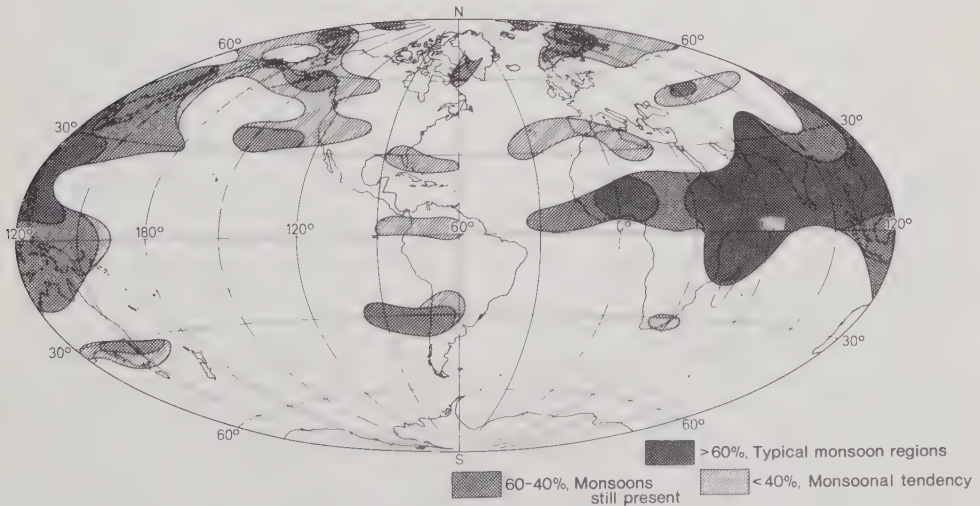 N
60°
60°
30°
30°
120°
180°
120°
60°
0°
120°
30°
30°
60°
60°
S
>60%, Typical monsoon regions
60-40%, Monsoons
still present
<40%, Monsoonal tendency